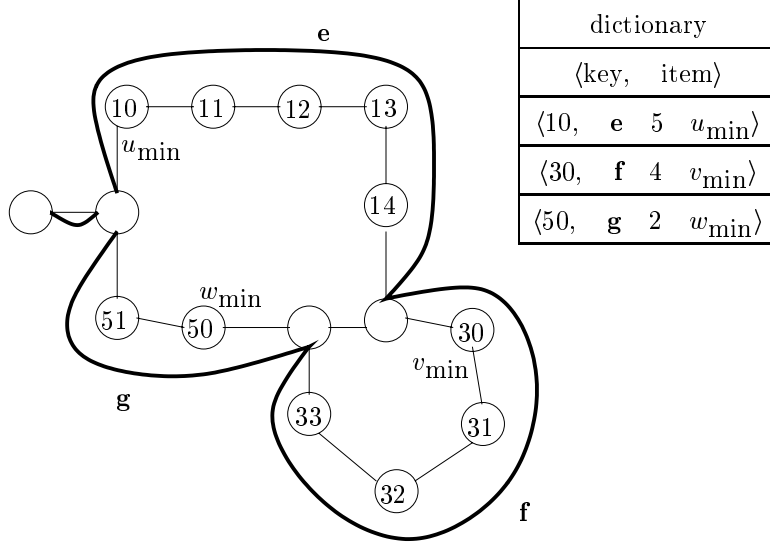 e
10 11 12 13
u_min
14
w_min
51 50
30
v_min
g
33
31
32
f
dictionary
⟨key, item⟩
⟨10, e 5 u_min⟩
⟨30, f 4 v_min⟩
⟨50, g 2 w_min⟩